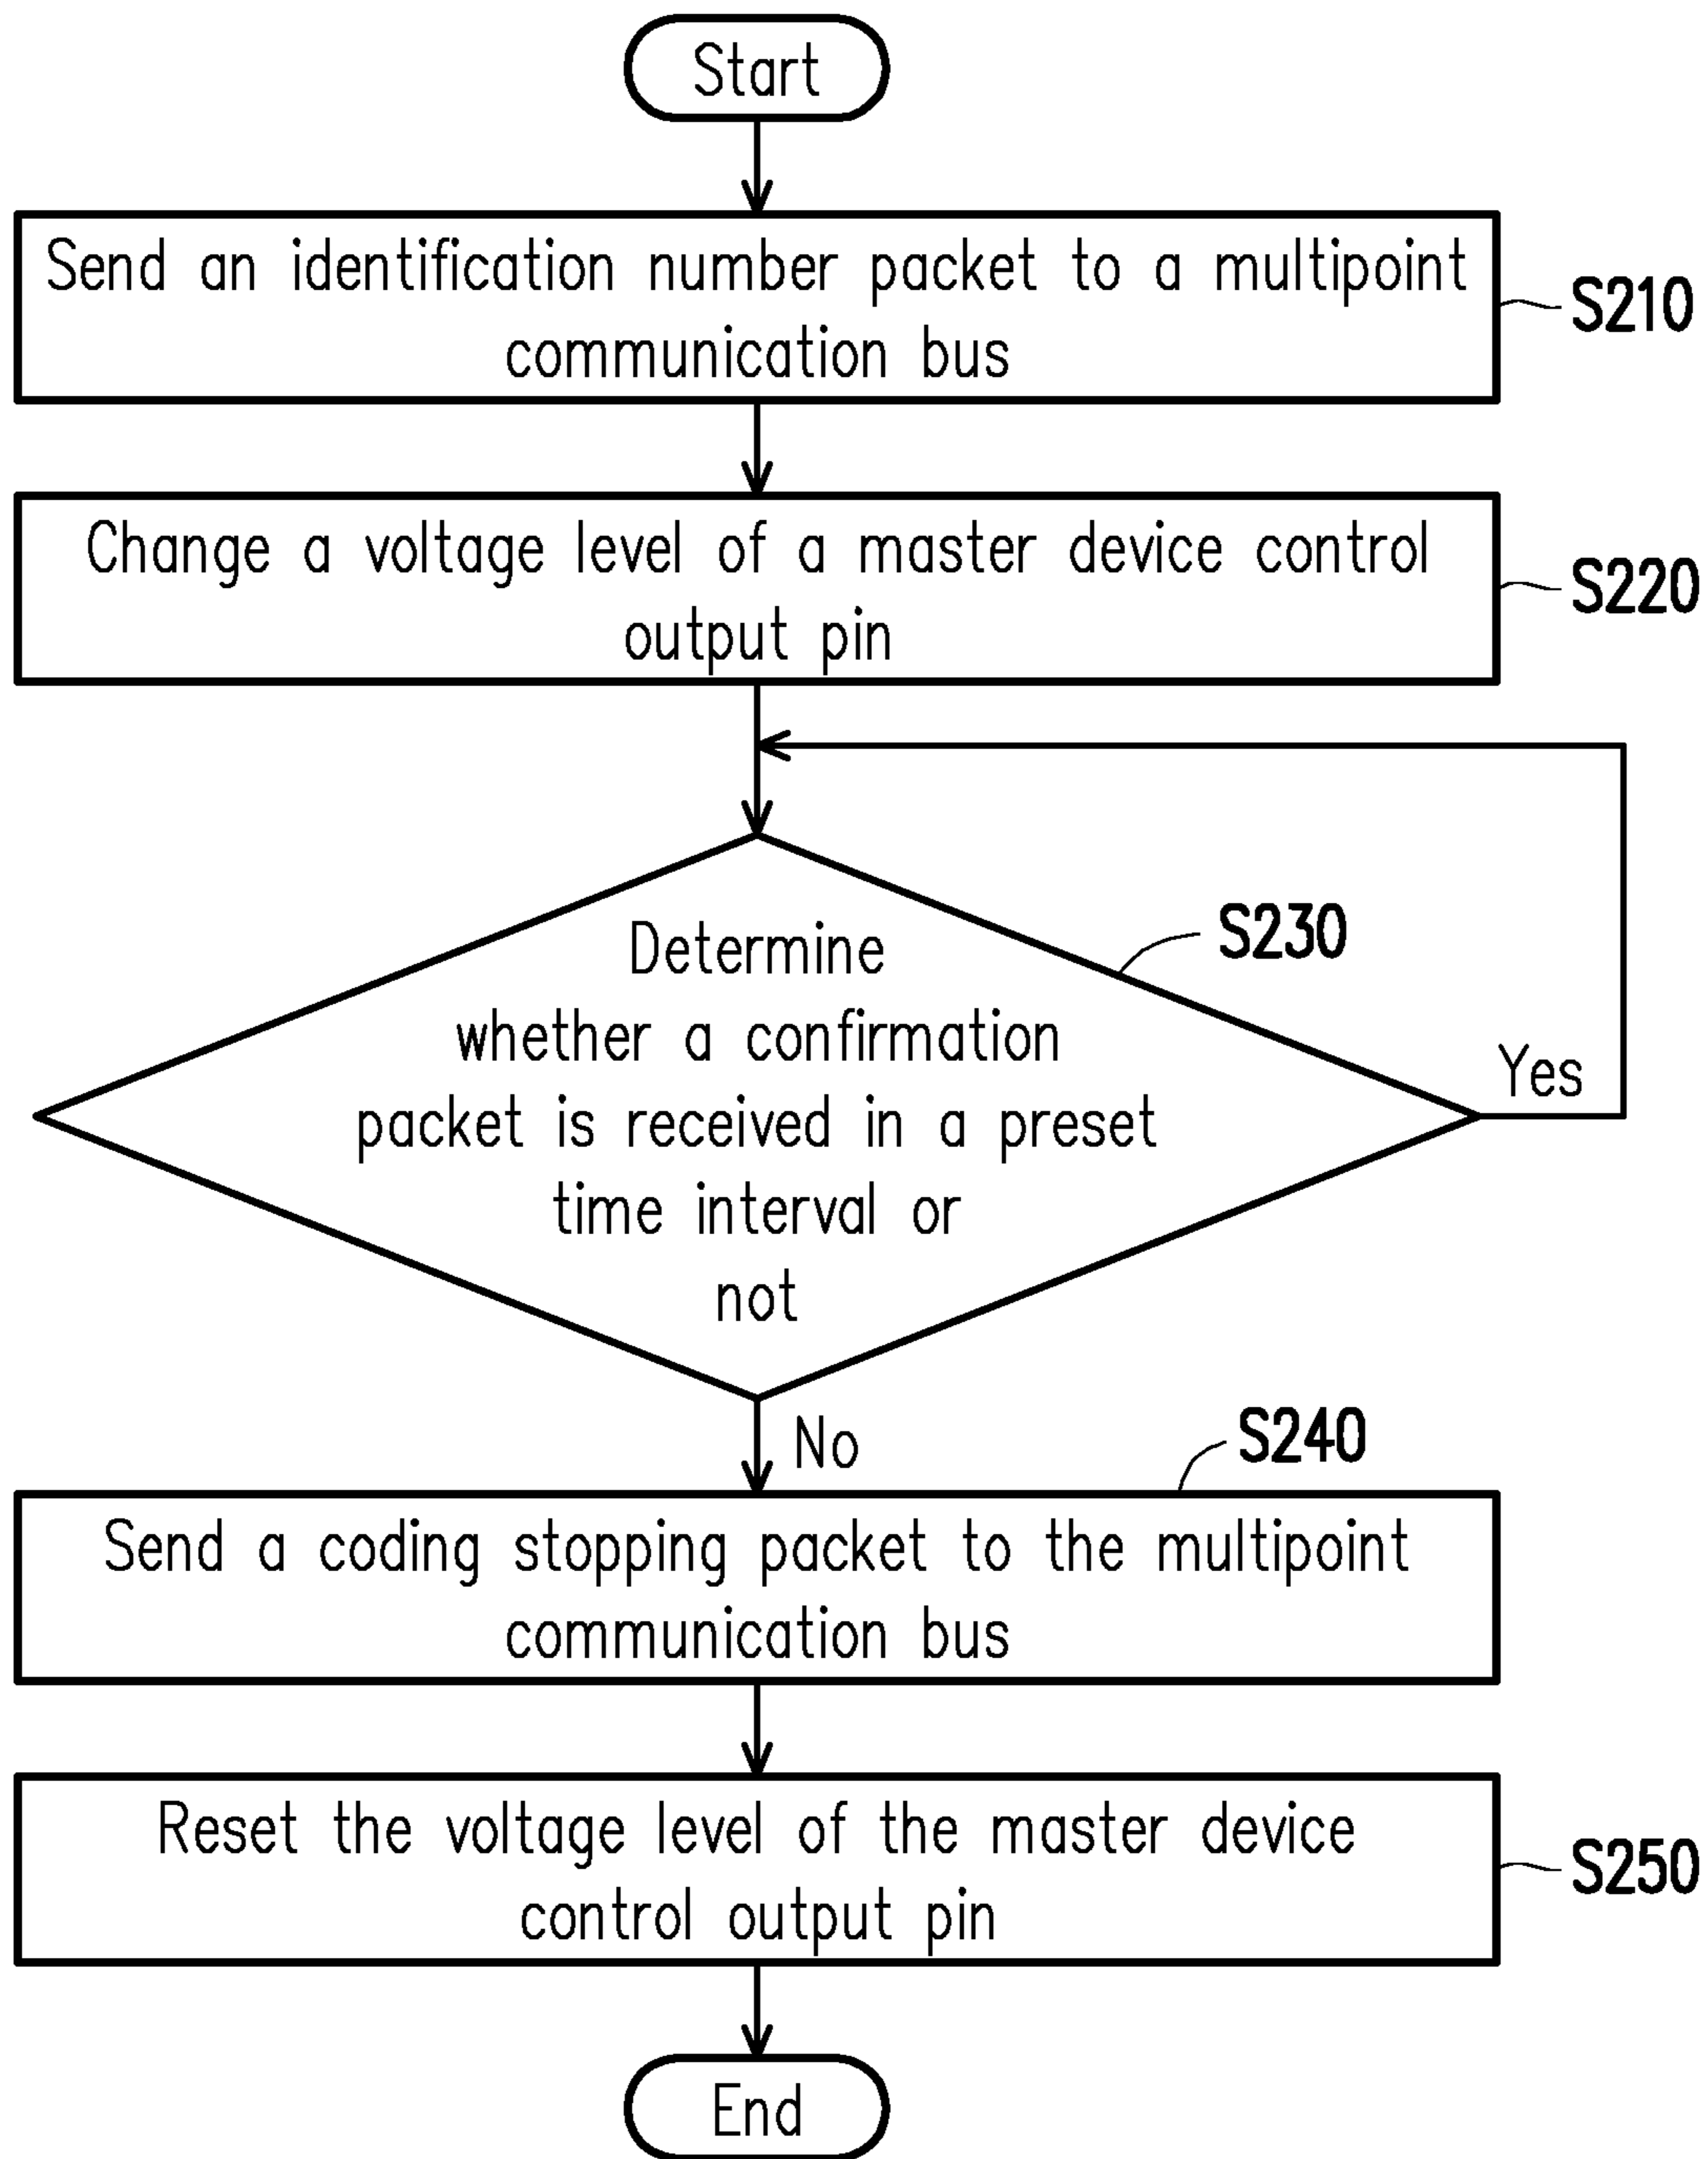 Start
Send an identification number packet to a multipoint
communication bus
S210
Change a voltage level of a master device control
output pin
S220
Determine
whether a confirmation
packet is received in a preset
time interval or
not
S230
Yes
No
S240
Send a coding stopping packet to the multipoint
communication bus
Reset the voltage level of the master device
control output pin
S250
End